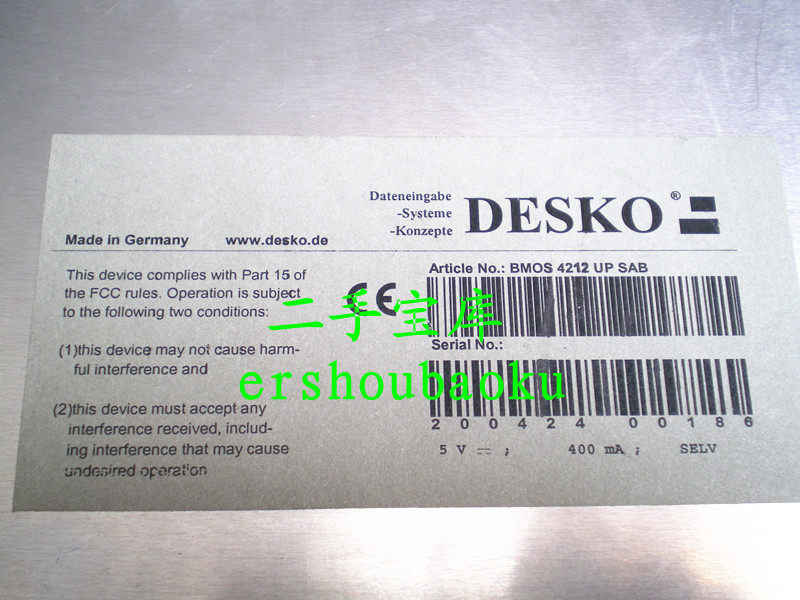 Dateneingabe
-Systeme
-Konzepte
DESKO®
Made in Germany www.desko.de
This device complies with Part 15 of
the FCC rules. Operation is subject
to the following two conditions:
(1)this device may not cause harm-
ful interference and
(2)this device must accept any
interference received, includ-
ing interference that may cause
undesired operation
CE
Article No.: BMOS 4212 UP SAB
Serial No.:
200424 00186
5 V ⎓ ; 400 mA ; SELV
二手宝库
ershoubaoku